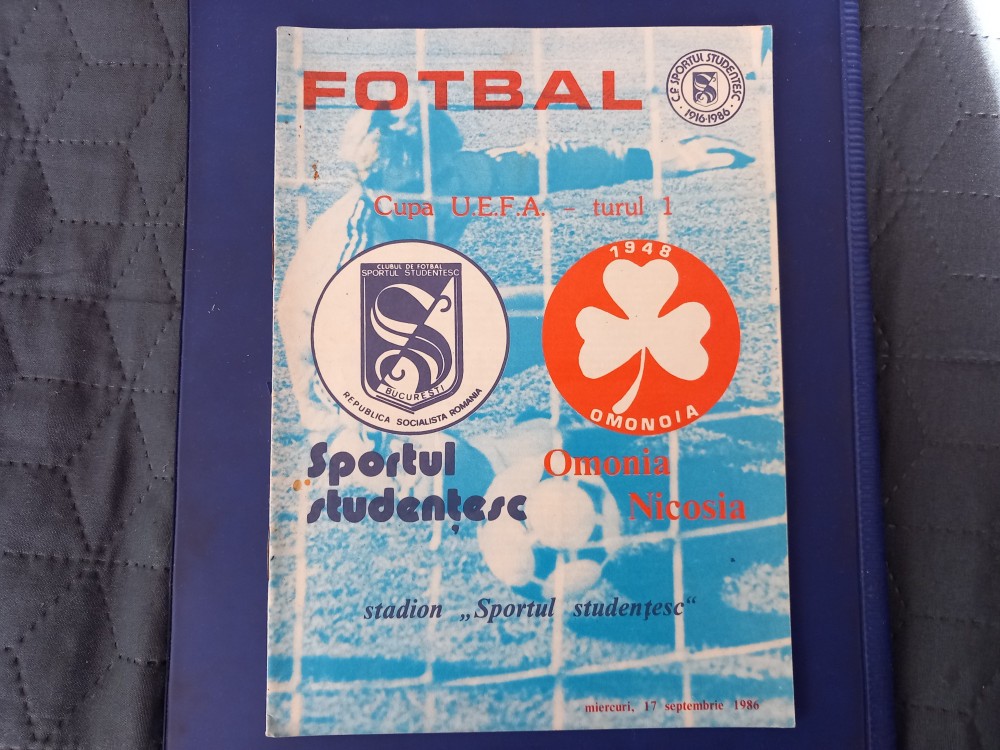 FOTBAL
C.F. SPORTUL STUDENȚESC
· 1916-1986 ·
Cupa U.E.F.A. – turul 1
CLUBUL DE FOTBAL
SPORTUL STUDENTESC
BUCUREȘTI
REPUBLICA SOCIALISTA ROMANIA
1948
OMONOIA
Sportul
studențesc
Omonia
Nicosia
stadion „Sportul studențesc“
miercuri, 17 septembrie 1986